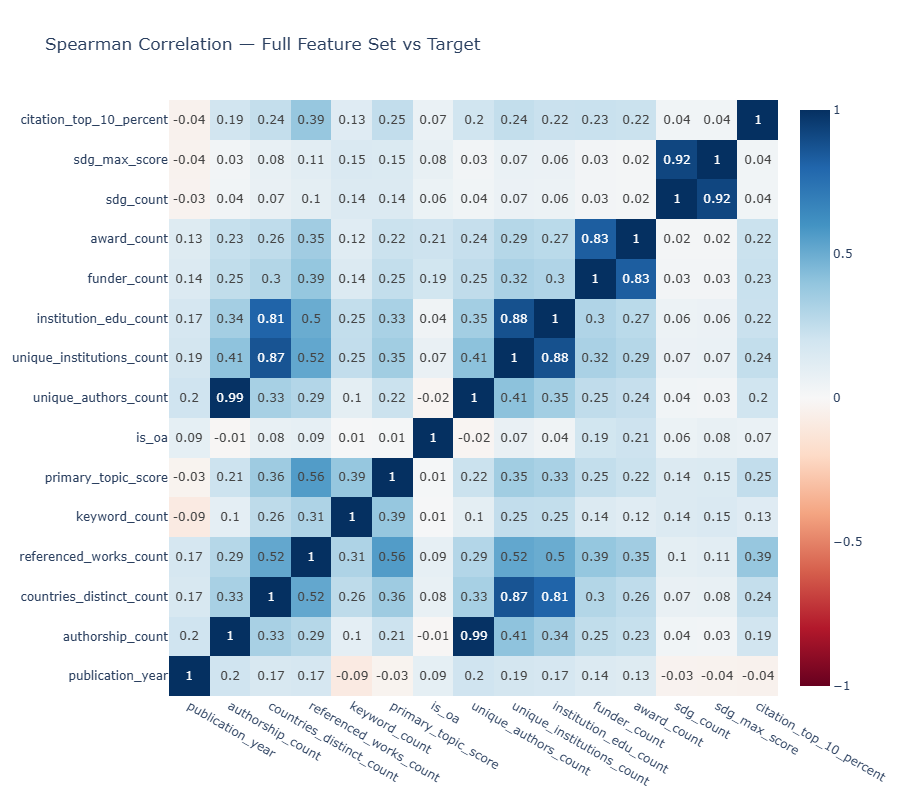 Spearman Correlation — Full Feature Set vs Target
citation_top_10_percent -0.04 0.19 0.24 0.39 0.13 0.25 0.07 0.2 0.24 0.22 0.23 0.22 0.04 0.04 1
sdg_max_score -0.04 0.03 0.08 0.11 0.15 0.15 0.08 0.03 0.07 0.06 0.03 0.02 0.92 1 0.04
sdg_count -0.03 0.04 0.07 0.1 0.14 0.14 0.06 0.04 0.07 0.06 0.03 0.02 1 0.92 0.04
award_count 0.13 0.23 0.26 0.35 0.12 0.22 0.21 0.24 0.29 0.27 0.83 1 0.02 0.02 0.22
funder_count 0.14 0.25 0.3 0.39 0.14 0.25 0.19 0.25 0.32 0.3 1 0.83 0.03 0.03 0.23
institution_edu_count 0.17 0.34 0.81 0.5 0.25 0.33 0.04 0.35 0.88 1 0.3 0.27 0.06 0.06 0.22
unique_institutions_count 0.19 0.41 0.87 0.52 0.25 0.35 0.07 0.41 1 0.88 0.32 0.29 0.07 0.07 0.24
unique_authors_count 0.2 0.99 0.33 0.29 0.1 0.22 -0.02 1 0.41 0.35 0.25 0.24 0.04 0.03 0.2
is_oa 0.09 -0.01 0.08 0.09 0.01 0.01 1 -0.02 0.07 0.04 0.19 0.21 0.06 0.08 0.07
primary_topic_score -0.03 0.21 0.36 0.56 0.39 1 0.01 0.22 0.35 0.33 0.25 0.22 0.14 0.15 0.25
keyword_count -0.09 0.1 0.26 0.31 1 0.39 0.01 0.1 0.25 0.25 0.14 0.12 0.14 0.15 0.13
referenced_works_count 0.17 0.29 0.52 1 0.31 0.56 0.09 0.29 0.52 0.5 0.39 0.35 0.1 0.11 0.39
countries_distinct_count 0.17 0.33 1 0.52 0.26 0.36 0.08 0.33 0.87 0.81 0.3 0.26 0.07 0.08 0.24
authorship_count 0.2 1 0.33 0.29 0.1 0.21 -0.01 0.99 0.41 0.34 0.25 0.23 0.04 0.03 0.19
publication_year 1 0.2 0.17 0.17 -0.09 -0.03 0.09 0.2 0.19 0.17 0.14 0.13 -0.03 -0.04 -0.04
publication_year
authorship_count
countries_distinct_count
referenced_works_count
keyword_count
primary_topic_score
is_oa
unique_authors_count
unique_institutions_count
institution_edu_count
funder_count
award_count
sdg_count
sdg_max_score
citation_top_10_percent
1
0.5
0
−0.5
−1